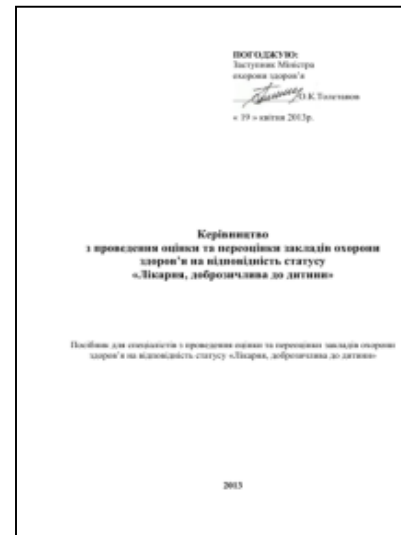 ПОГОДЖУЮ:
Заступник Міністра
охорони здоров'я
О.К.Толстанов
« 19 » квітня 2013р.
Керівництво
з проведення оцінки та переоцінки закладів охорони
здоров'я на відповідність статусу
«Лікарня, доброзичлива до дитини»
Посібник для спеціалістів з проведення оцінки та переоцінки закладів охорони
здоров'я на відповідність статусу «Лікарня, доброзичлива до дитини»
2013